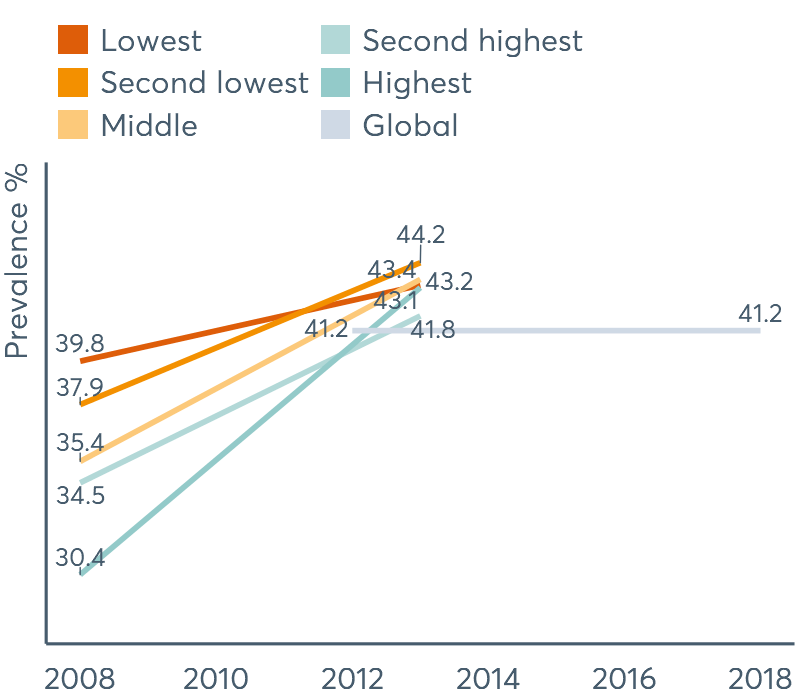 Lowest
Second lowest
Middle
Second highest
Highest
Global
Prevalence %
44.2
43.4
43.2
43.1
41.2
41.8
41.2
39.8
37.9
35.4
34.5
30.4
2008 2010 2012 2014 2016 2018